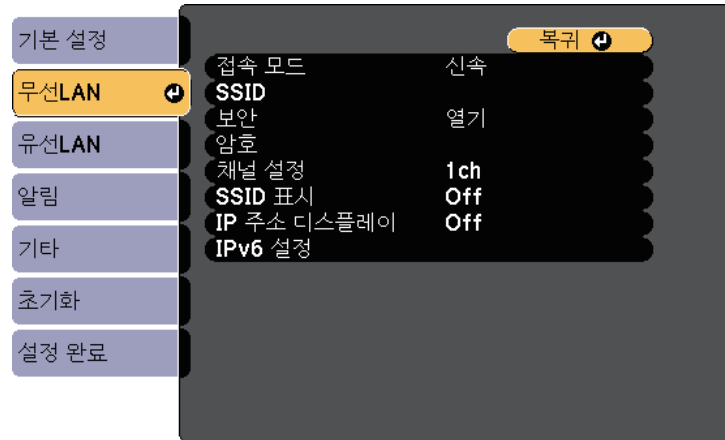 기본 설정
무선LAN
유선LAN
알림
기타
초기화
설정 완료
복귀
접속 모드 신속
SSID
보안 열기
암호
채널 설정 1ch
SSID 표시 Off
IP 주소 디스플레이 Off
IPv6 설정